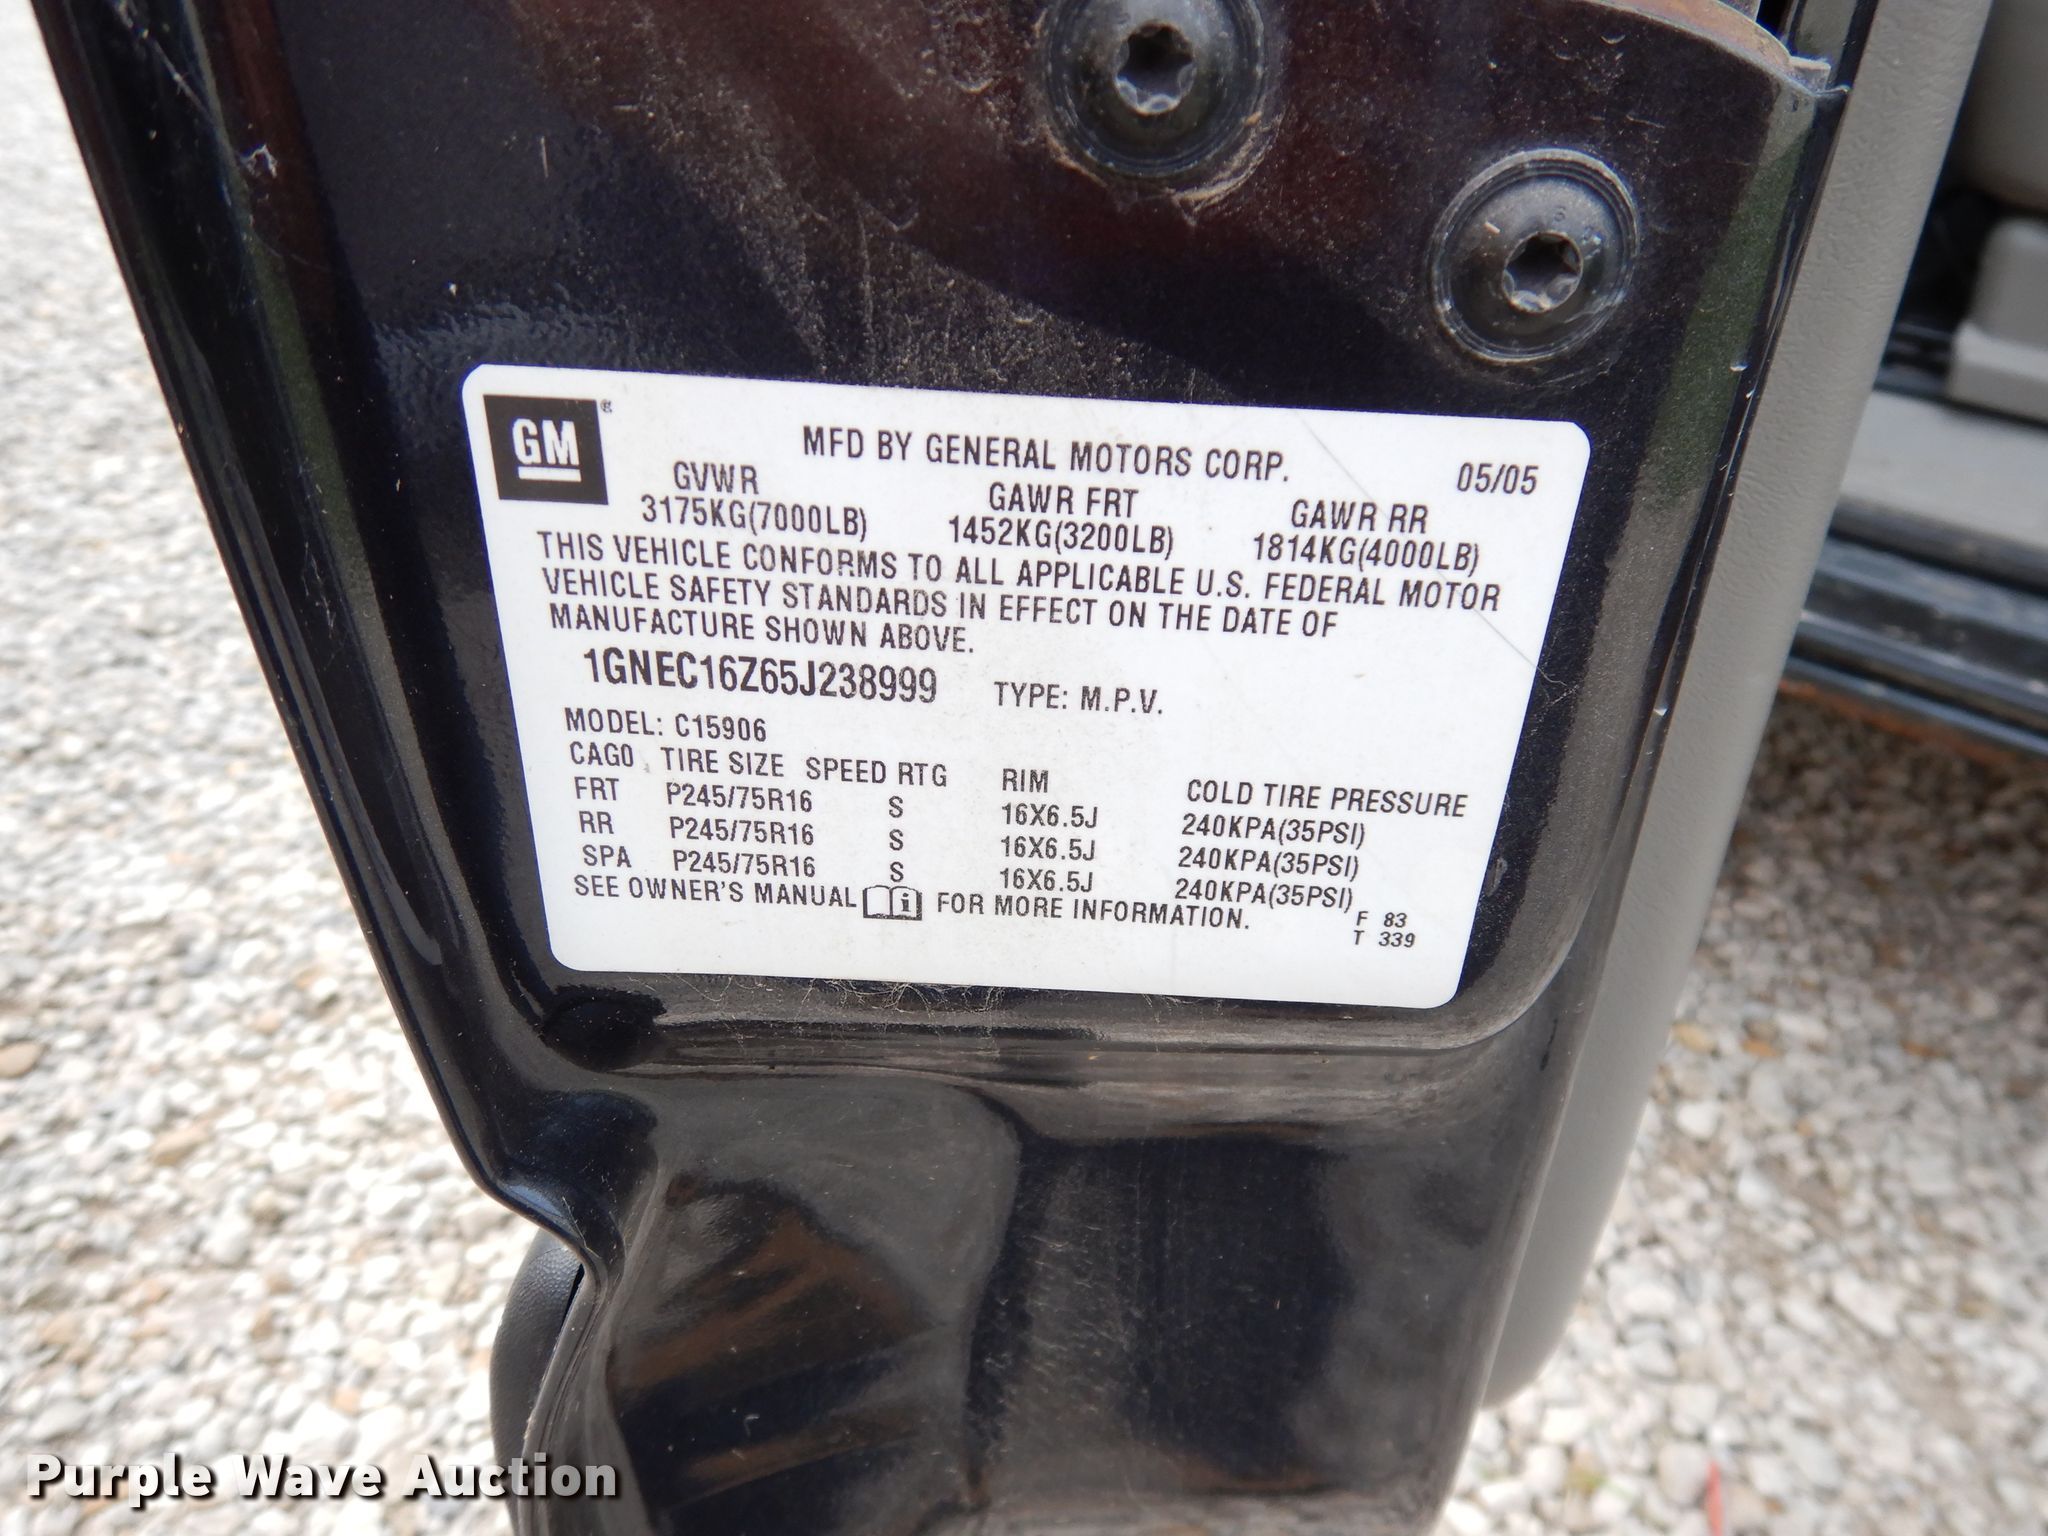 GM®
MFD BY GENERAL MOTORS CORP. 05/05
GVWR GAWR FRT GAWR RR
3175KG(7000LB) 1452KG(3200LB) 1814KG(4000LB)
THIS VEHICLE CONFORMS TO ALL APPLICABLE U.S. FEDERAL MOTOR
VEHICLE SAFETY STANDARDS IN EFFECT ON THE DATE OF
MANUFACTURE SHOWN ABOVE.
1GNEC16Z65J238999 TYPE: M.P.V.
MODEL: C15906
CAG0 TIRE SIZE SPEED RTG RIM COLD TIRE PRESSURE
FRT P245/75R16 S 16X6.5J 240KPA(35PSI)
RR P245/75R16 S 16X6.5J 240KPA(35PSI)
SPA P245/75R16 S 16X6.5J 240KPA(35PSI)
SEE OWNER'S MANUAL i FOR MORE INFORMATION.
F 83
T 339
Purple Wave Auction